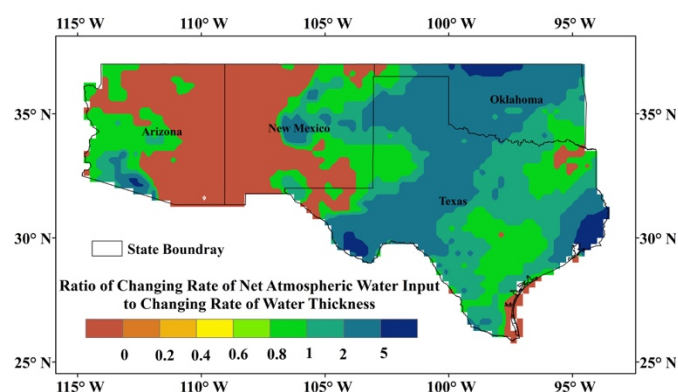 115° W 110° W 105° W 100° W 95° W
35° N 35° N
Oklahoma
Arizona New Mexico
Texas
30° N 30° N
State Boundray
Ratio of Changing Rate of Net Atmospheric Water Input
to Changing Rate of Water Thickness
0 0.2 0.4 0.6 0.8 1 2 5
25° N 25° N
115° W 110° W 105° W 100° W 95° W